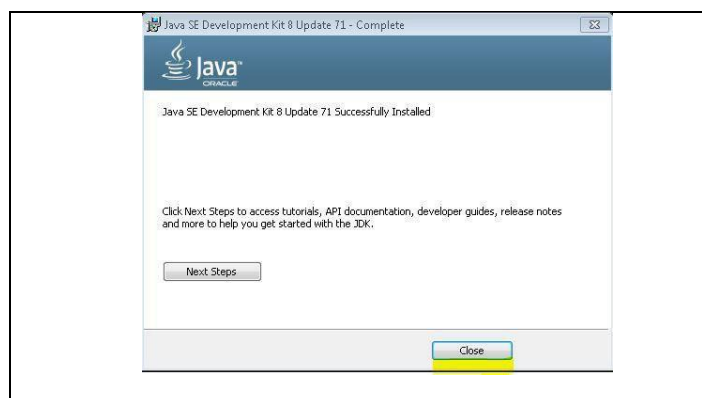 Java SE Development Kit 8 Update 71 - Complete
Java™
ORACLE
Java SE Development Kit 8 Update 71 Successfully Installed
Click Next Steps to access tutorials, API documentation, developer guides, release notes
and more to help you get started with the JDK.
Next Steps
Close